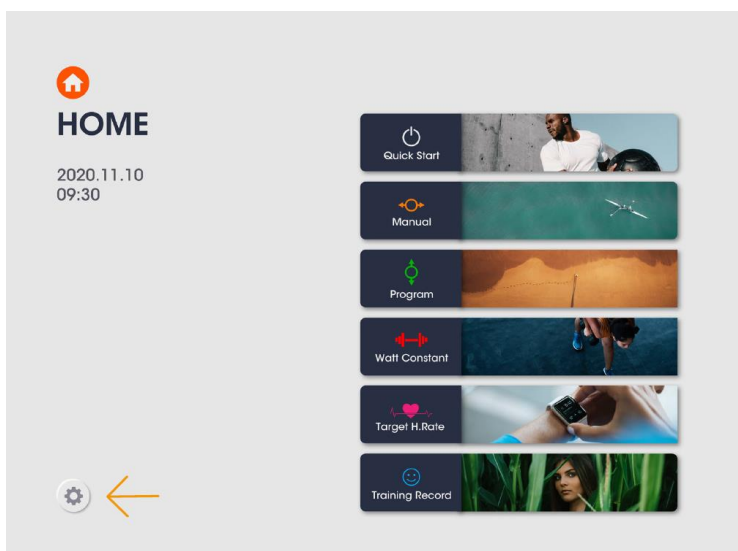 HOME
2020.11.10
09:30
Quick Start
Manual
Program
Watt Constant
Target H.Rate
Training Record